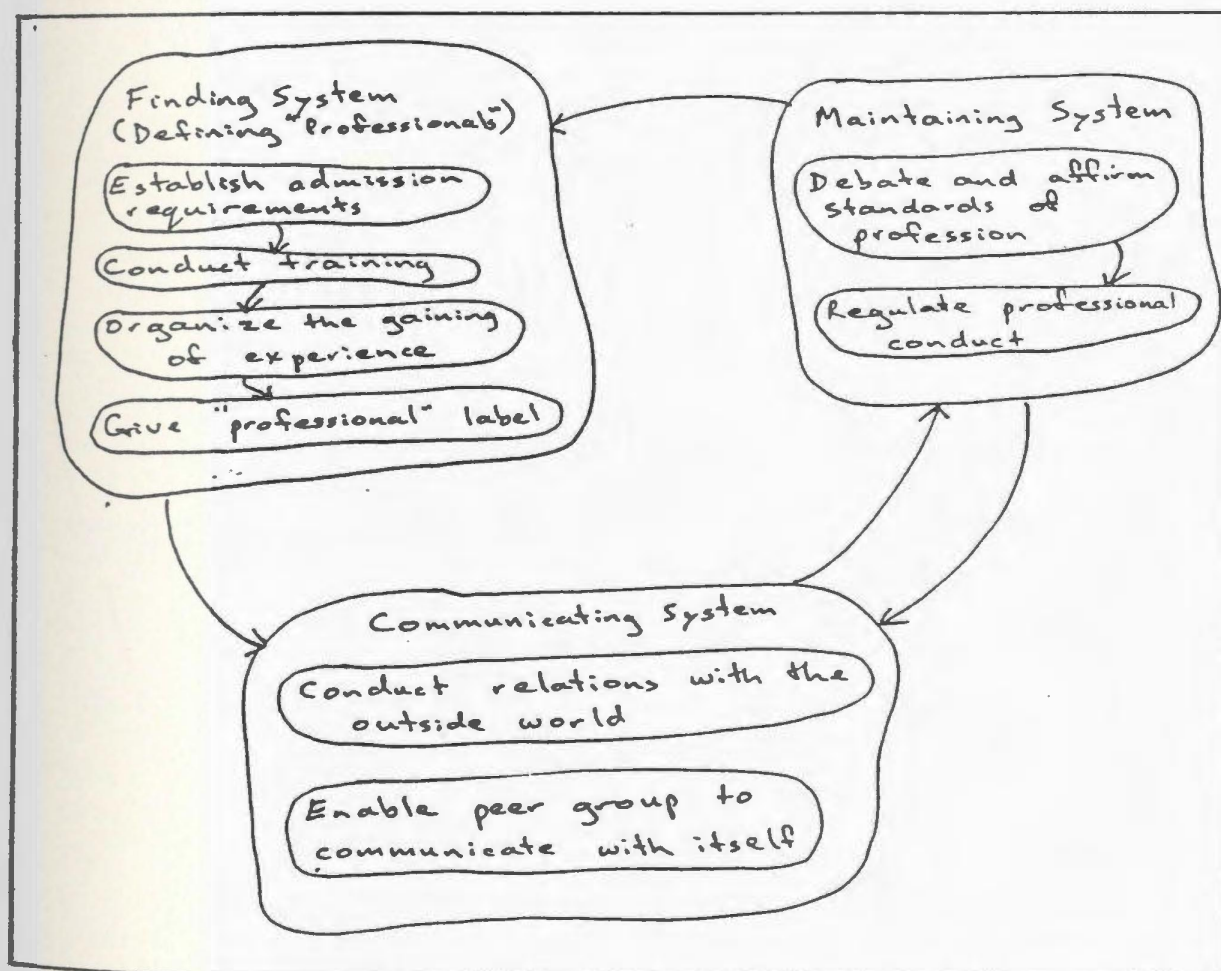 Finding System
(Defining "Professionals")
Establish admission
requirements
Conduct training
Organize the gaining
of experience
Give "professional" label
Maintaining System
Debate and affirm
standards of
profession
Regulate professional
conduct
Communicating System
Conduct relations with the
outside world
Enable peer group to
communicate with itself